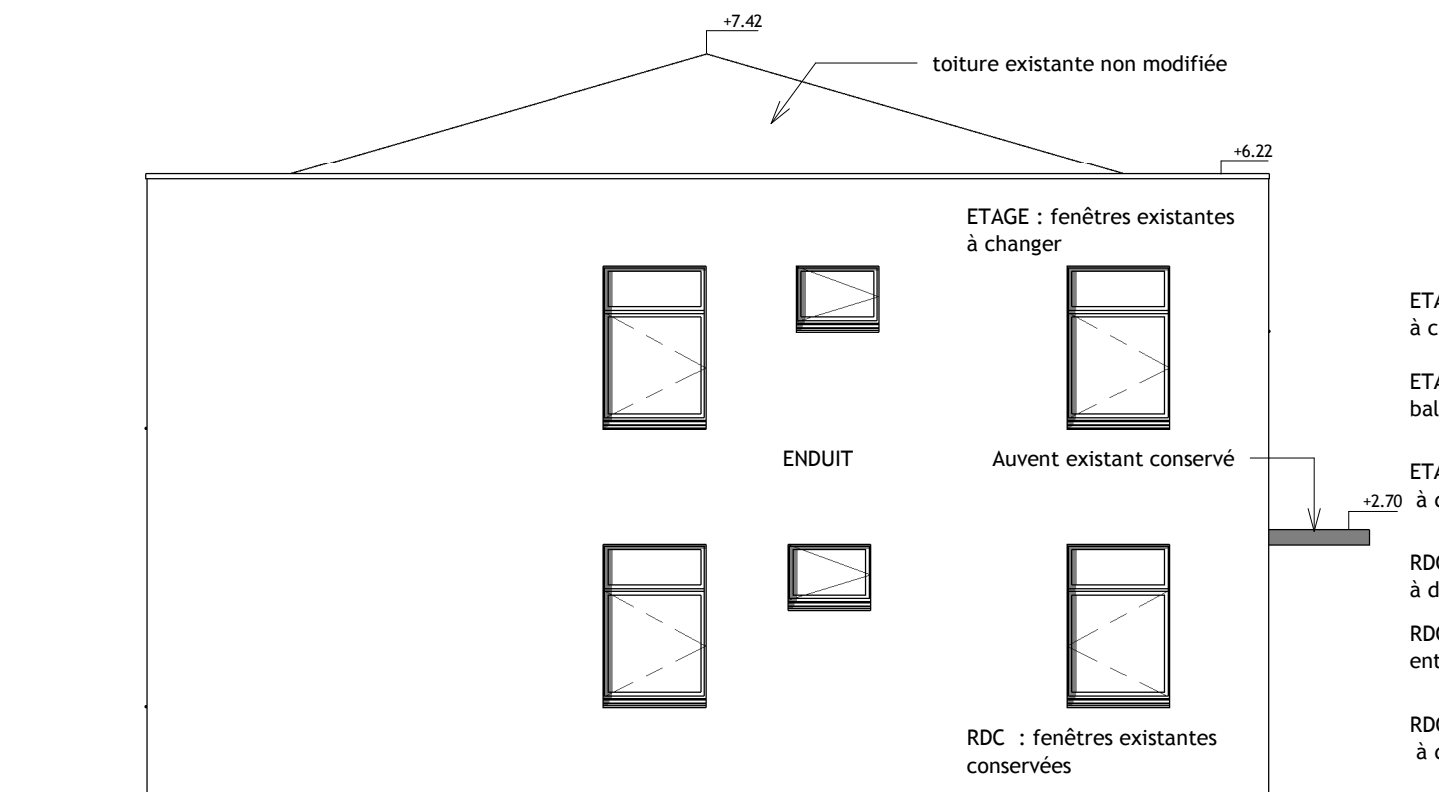 +7.42
toiture existante non modifiée
+6.22
ETAGE : fenêtres existantes
à changer
ENDUIT
Auvent existant conservé
+2.70
RDC : fenêtres existantes
conservées